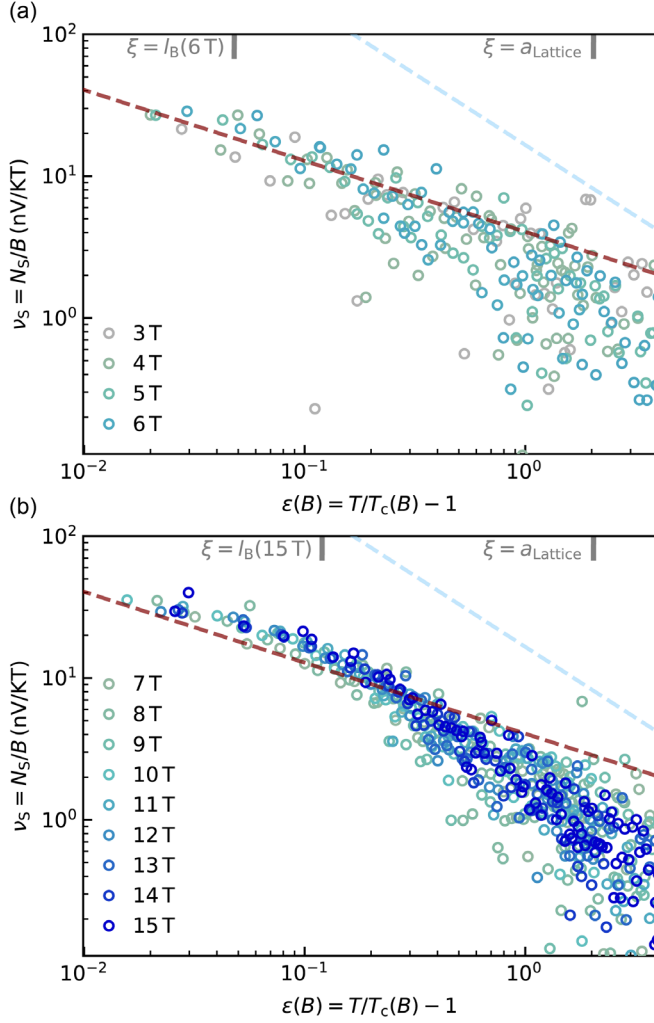 (a)
10²
ξ = l_B(6 T)
ξ = a_Lattice
10¹
10⁰
ν_S = N_S/B (nV/KT)
3 T
4 T
5 T
6 T
10⁻²
10⁻¹
10⁰
ε(B) = T/T_c(B) − 1
(b)
10²
ξ = l_B(15 T)
ξ = a_Lattice
10¹
10⁰
ν_S = N_S/B (nV/KT)
7 T
8 T
9 T
10 T
11 T
12 T
13 T
14 T
15 T
10⁻²
10⁻¹
10⁰
ε(B) = T/T_c(B) − 1